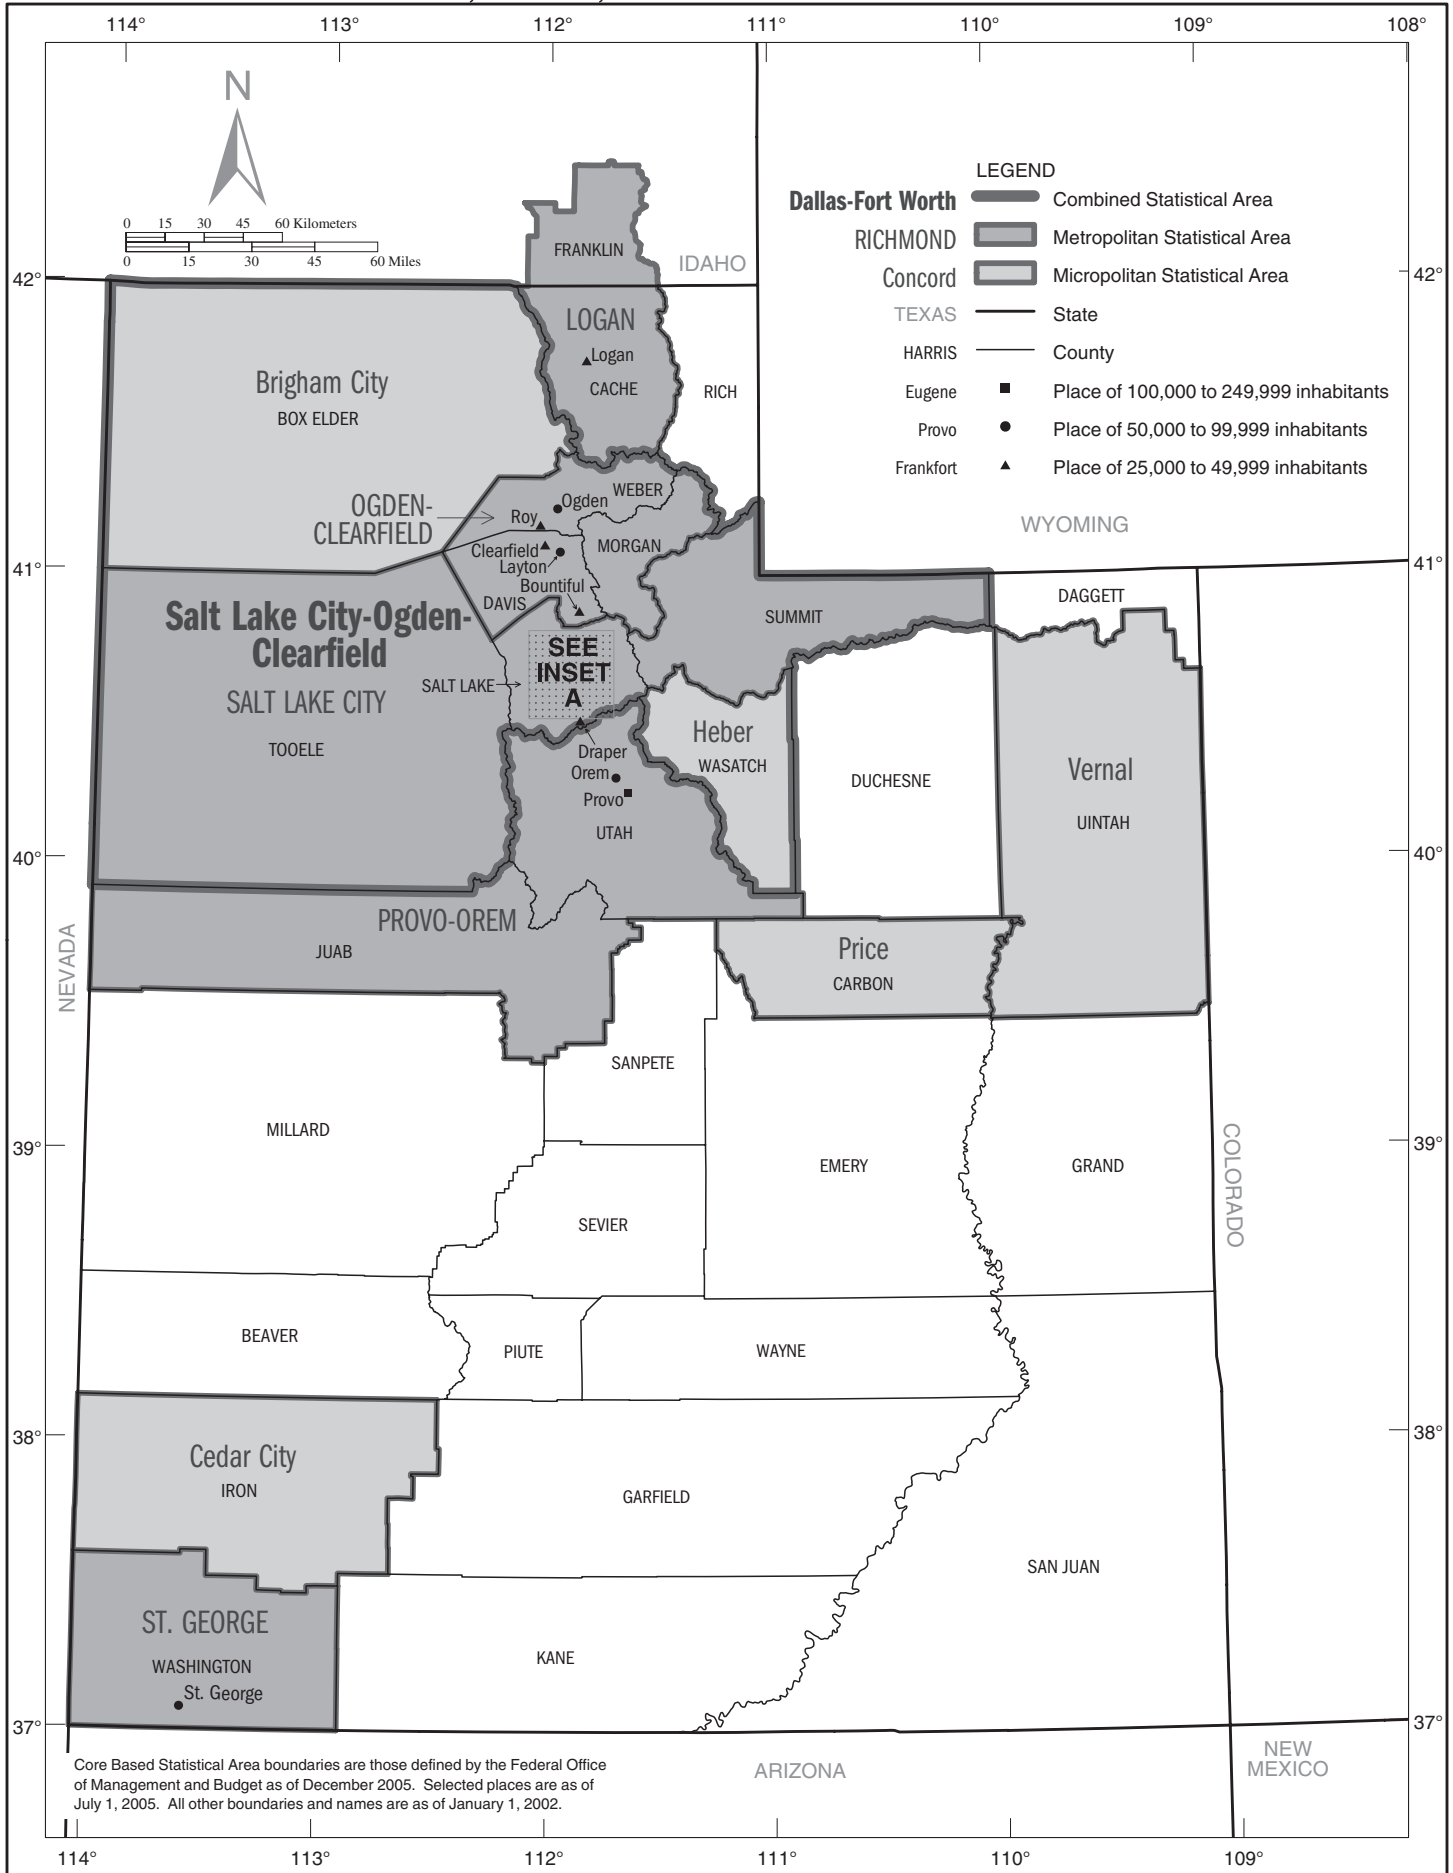 114°
113°
112°
111°
110°
109°
108°
N
0 15 30 45 60 Kilometers
0 15 30 45 60 Miles
LEGEND
Dallas-Fort Worth Combined Statistical Area
RICHMOND Metropolitan Statistical Area
Concord Micropolitan Statistical Area
TEXAS State
HARRIS County
Eugene Place of 100,000 to 249,999 inhabitants
Provo Place of 50,000 to 99,999 inhabitants
Frankfort Place of 25,000 to 49,999 inhabitants
FRANKLIN
IDAHO
42°
42°
LOGAN
Logan
CACHE
RICH
Brigham City
BOX ELDER
OGDEN-
CLEARFIELD
WEBER
Ogden
Roy
MORGAN
Clearfield
Layton
Bountiful
DAVIS
WYOMING
41°
41°
DAGGETT
SUMMIT
Salt Lake City-Ogden-
Clearfield
SALT LAKE CITY
TOOELE
SEE
INSET
A
SALT LAKE
Draper
Orem
Provo
UTAH
Heber
WASATCH
DUCHESNE
Vernal
UINTAH
40°
40°
PROVO-OREM
JUAB
NEVADA
Price
CARBON
SANPETE
MILLARD
39°
39°
EMERY
GRAND
COLORADO
SEVIER
BEAVER
PIUTE
WAYNE
38°
38°
Cedar City
IRON
GARFIELD
SAN JUAN
ST. GEORGE
WASHINGTON
St. George
KANE
37°
37°
ARIZONA
NEW
MEXICO
Core Based Statistical Area boundaries are those defined by the Federal Office
of Management and Budget as of December 2005. Selected places are as of
July 1, 2005. All other boundaries and names are as of January 1, 2002.
114°
113°
112°
111°
110°
109°